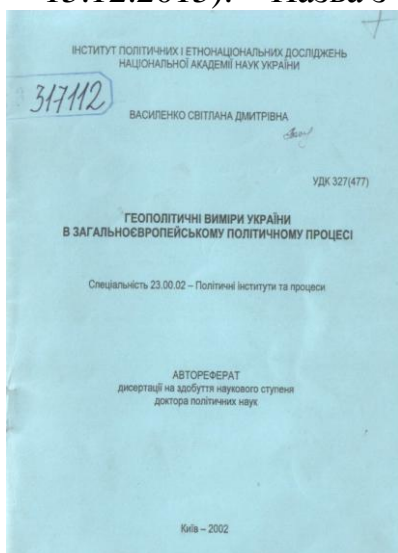 13.12.2013). – Назва з
ІНСТИТУТ ПОЛІТИЧНИХ І ЕТНОНАЦІОНАЛЬНИХ ДОСЛІДЖЕНЬ
НАЦІОНАЛЬНОЇ АКАДЕМІЇ НАУК УКРАЇНИ
317112
ВАСИЛЕНКО СВІТЛАНА ДМИТРІВНА
УДК 327(477)
ГЕОПОЛІТИЧНІ ВИМІРИ УКРАЇНИ
В ЗАГАЛЬНОЄВРОПЕЙСЬКОМУ ПОЛІТИЧНОМУ ПРОЦЕСІ
Спеціальність 23.00.02 – Політичні інститути та процеси
АВТОРЕФЕРАТ
дисертації на здобуття наукового ступеня
доктора політичних наук
Київ – 2002